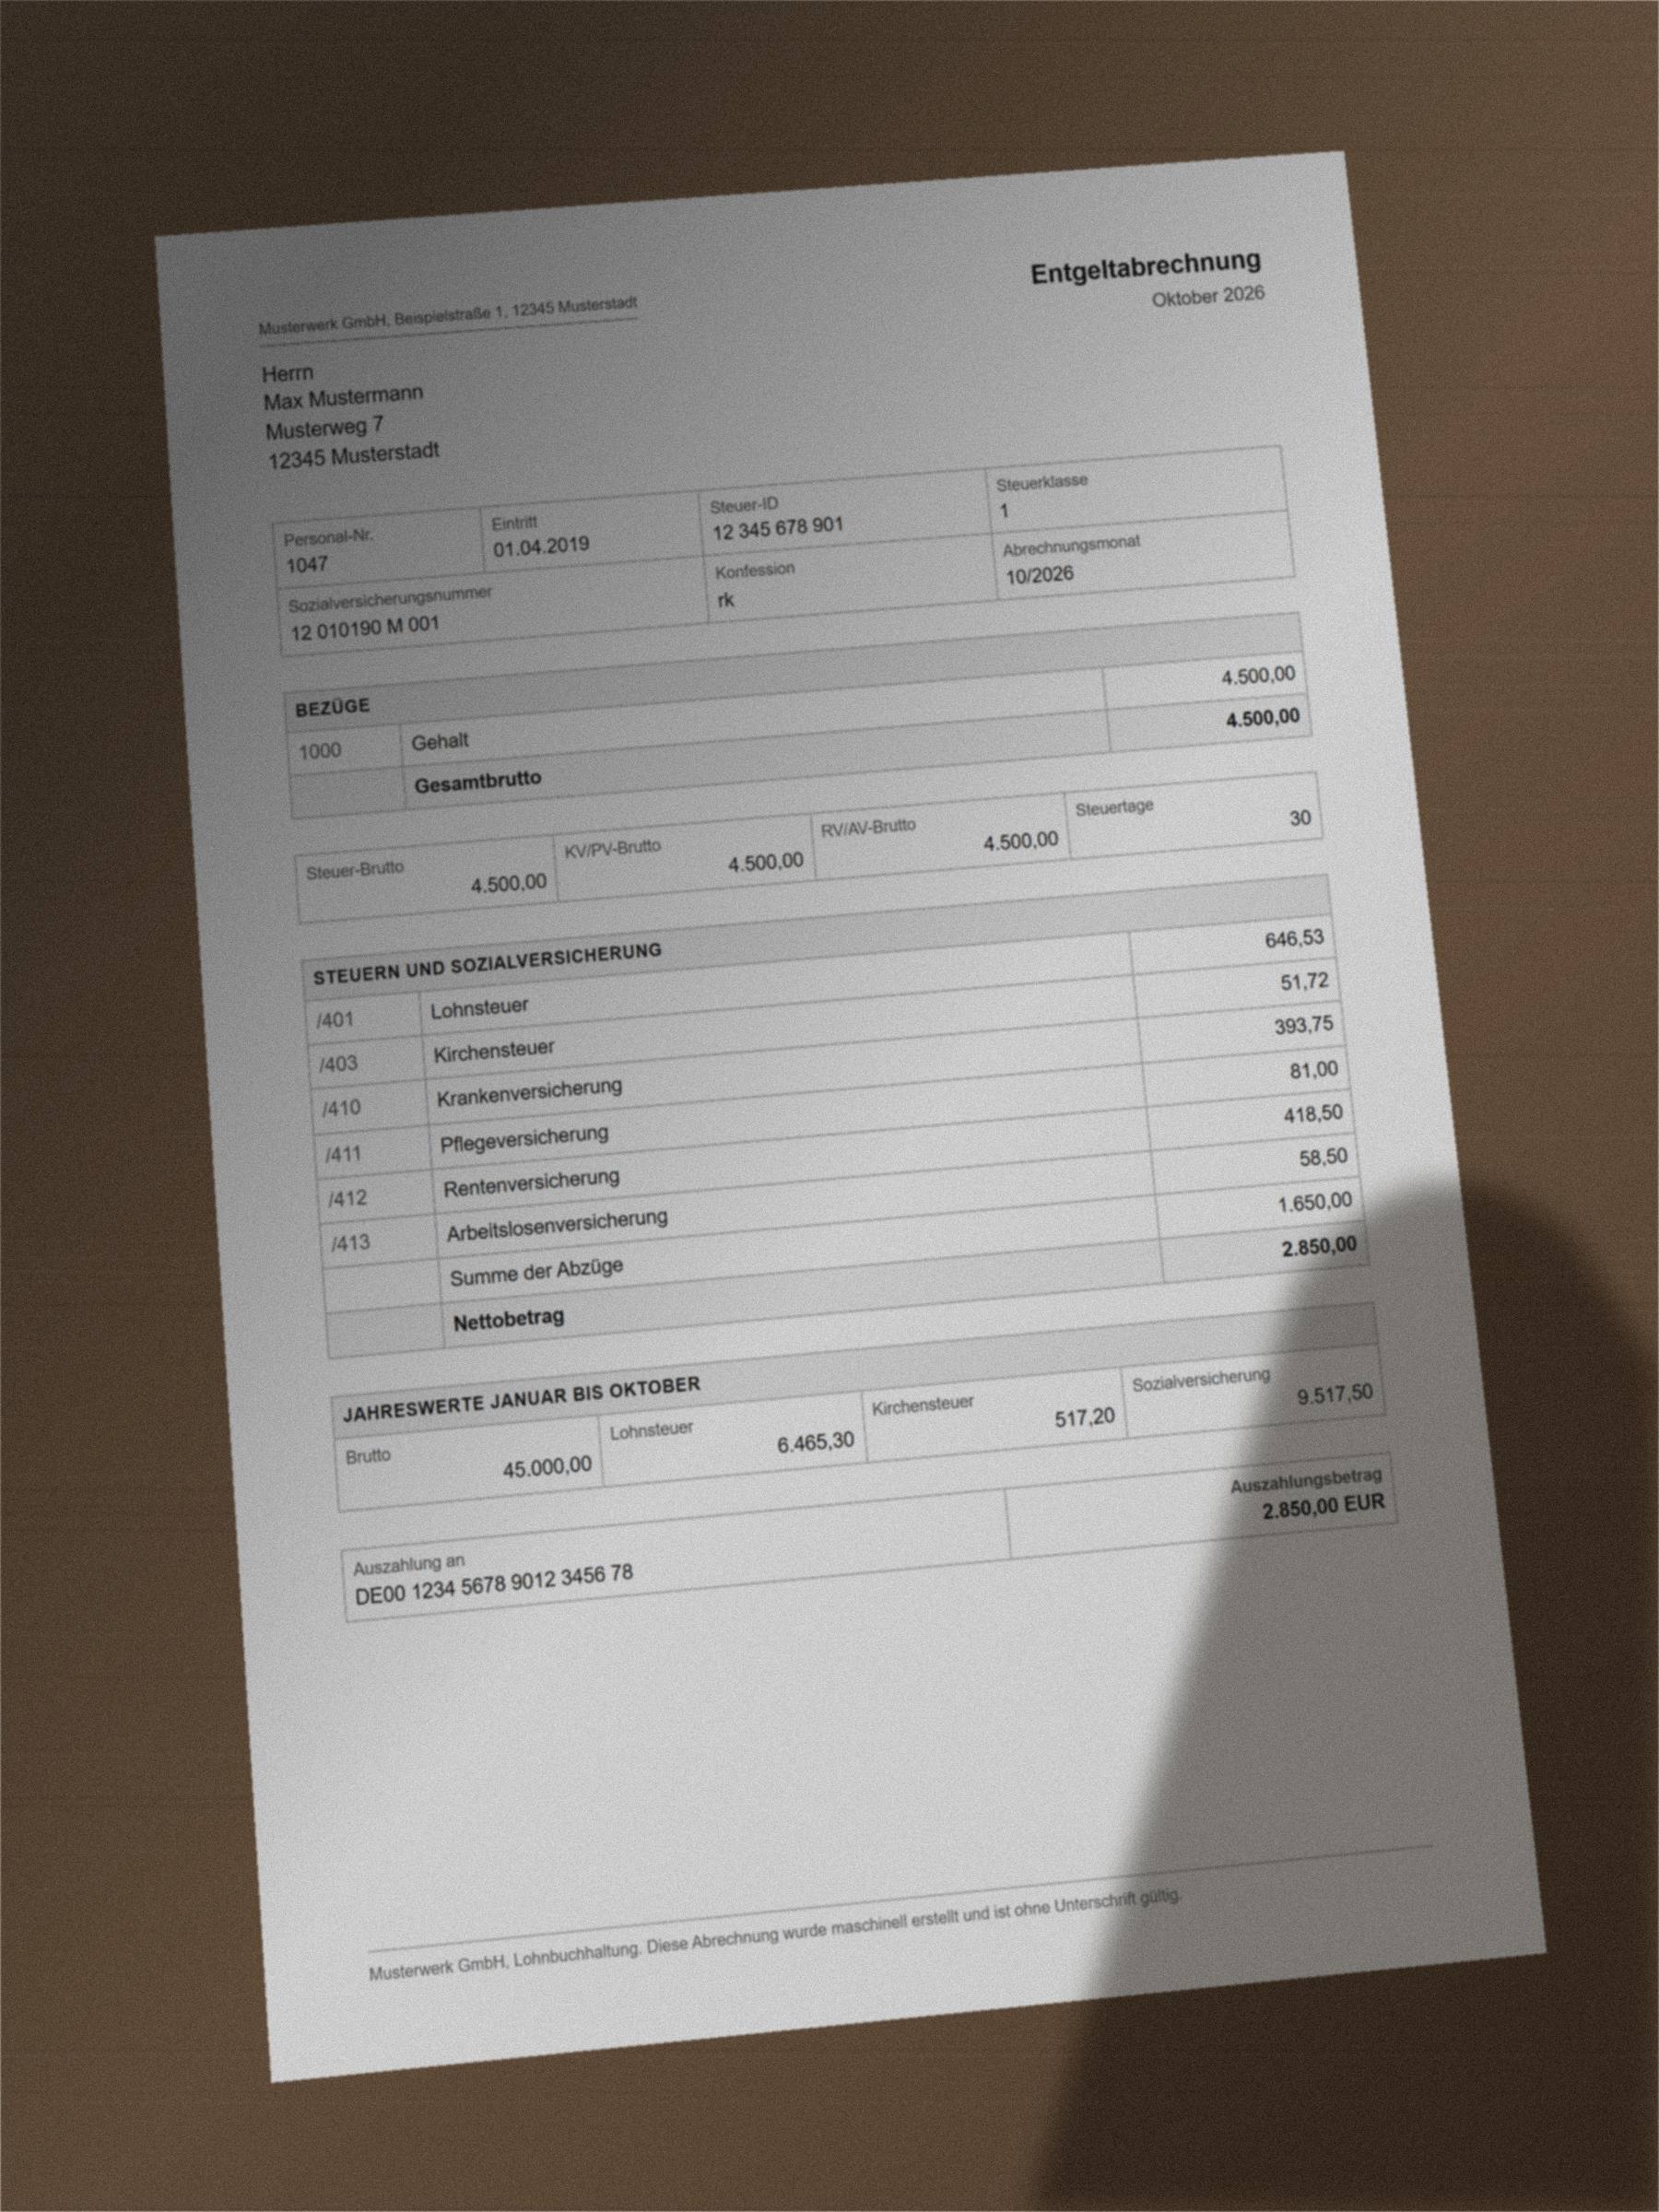 Entgeltabrechnung
Oktober 2026
Musterwerk GmbH, Beispielstraße 1, 12345 Musterstadt
Herrn
Max Mustermann
Musterweg 7
12345 Musterstadt
Personal-Nr. Eintritt Steuer-ID Steuerklasse
1047 01.04.2019 12 345 678 901 1
Sozialversicherungsnummer Konfession Abrechnungsmonat
12 010190 M 001 rk 10/2026
BEZÜGE
1000 Gehalt 4.500,00
Gesamtbrutto 4.500,00
Steuer-Brutto KV/PV-Brutto RV/AV-Brutto Steuertage
4.500,00 4.500,00 4.500,00 30
STEUERN UND SOZIALVERSICHERUNG
/401 Lohnsteuer 646,53
/403 Kirchensteuer 51,72
/410 Krankenversicherung 393,75
/411 Pflegeversicherung 81,00
/412 Rentenversicherung 418,50
/413 Arbeitslosenversicherung 58,50
Summe der Abzüge 1.650,00
Nettobetrag 2.850,00
JAHRESWERTE JANUAR BIS OKTOBER
Brutto Lohnsteuer Kirchensteuer Sozialversicherung
45.000,00 6.465,30 517,20 9.517,50
Auszahlung an Auszahlungsbetrag
DE00 1234 5678 9012 3456 78 2.850,00 EUR
Musterwerk GmbH, Lohnbuchhaltung. Diese Abrechnung wurde maschinell erstellt und ist ohne Unterschrift gültig.